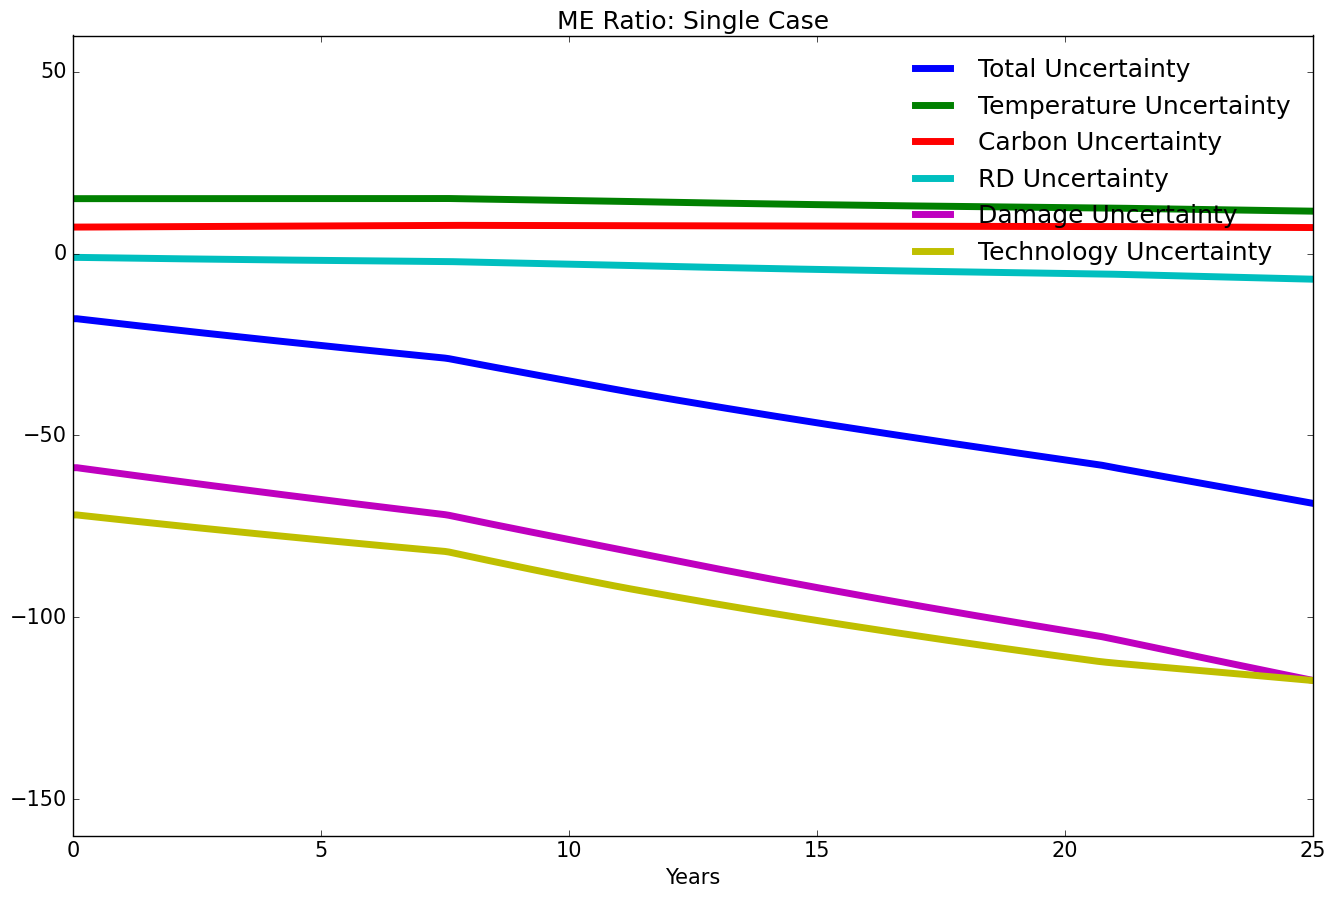 ME Ratio: Single Case
50
0
−50
−100
−150
Total Uncertainty
Temperature Uncertainty
Carbon Uncertainty
RD Uncertainty
Damage Uncertainty
Technology Uncertainty
0 5 10 15 20 25
Years